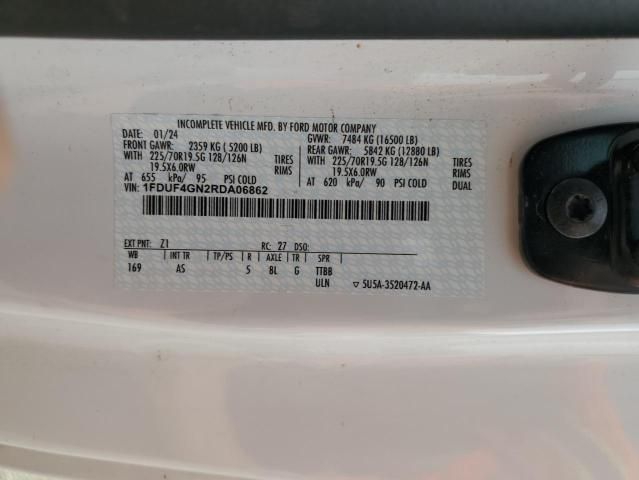 INCOMPLETE VEHICLE MFD. BY FORD MOTOR COMPANY
DATE: 01/24 GVWR: 7484 KG (16500 LB)
FRONT GAWR: 2359 KG (5200 LB) REAR GAWR: 5842 KG (12880 LB)
WITH 225/70R19.5G 128/126N TIRES WITH 225/70R19.5G 128/126N TIRES
19.5X6.0RW RIMS 19.5X6.0RW RIMS
AT 655 kPa/ 95 PSI COLD AT 620 kPa/ 90 PSI COLD DUAL
VIN: 1FDUF4GN2RDA06862
EXT PNT: Z1 RC: 27 DSO:
WB INT TR TP/PS R AXLE TR SPR
169 AS 5 BL G TTBB
ULN ▽ 5U5A-3520472-AA